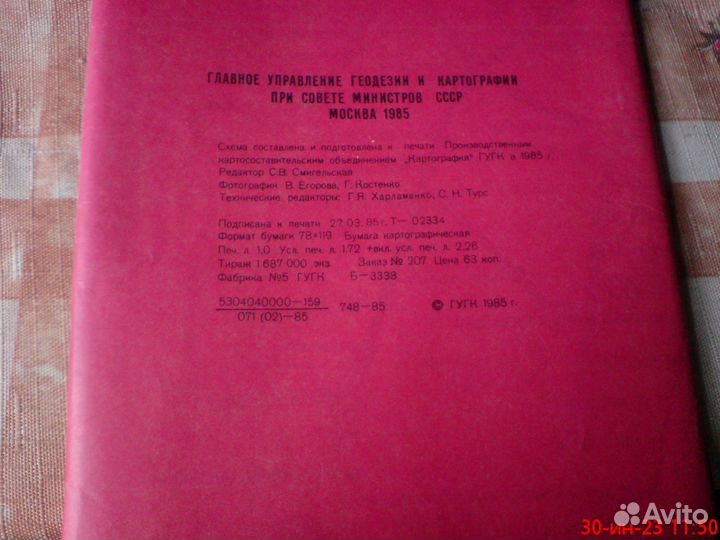 ГЛАВНОЕ УПРАВЛЕНИЕ ГЕОДЕЗИИ И КАРТОГРАФИИ
ПРИ СОВЕТЕ МИНИСТРОВ СССР
МОСКВА 1985
Схема составлена и подготовлена к печати Производственным
картосоставительским объединением „Картография" ГУГК в 1985 г.
Редактор С.В. Смигельская
Фотографии В. Егорова, Г. Костенко
Технические редакторы: Г.Я. Харламанко, С. Н. Турс
Подписана к печати 27.03.85 г. Т— 02334
Формат бумаги 78×119 Бумага картографическая
Печ. л 1,0 Усл. печ. л. 1,72 +вкл. усл. печ. л. 2,26
Тираж 1 687 000 экз. Заказ № 207 Цена 63 коп.
Фабрика №5 ГУГК Б—3338
5304040000—159
071 (02)—85
748—85
© ГУГК 1985 г.
Avito
30-ин-23 11:50